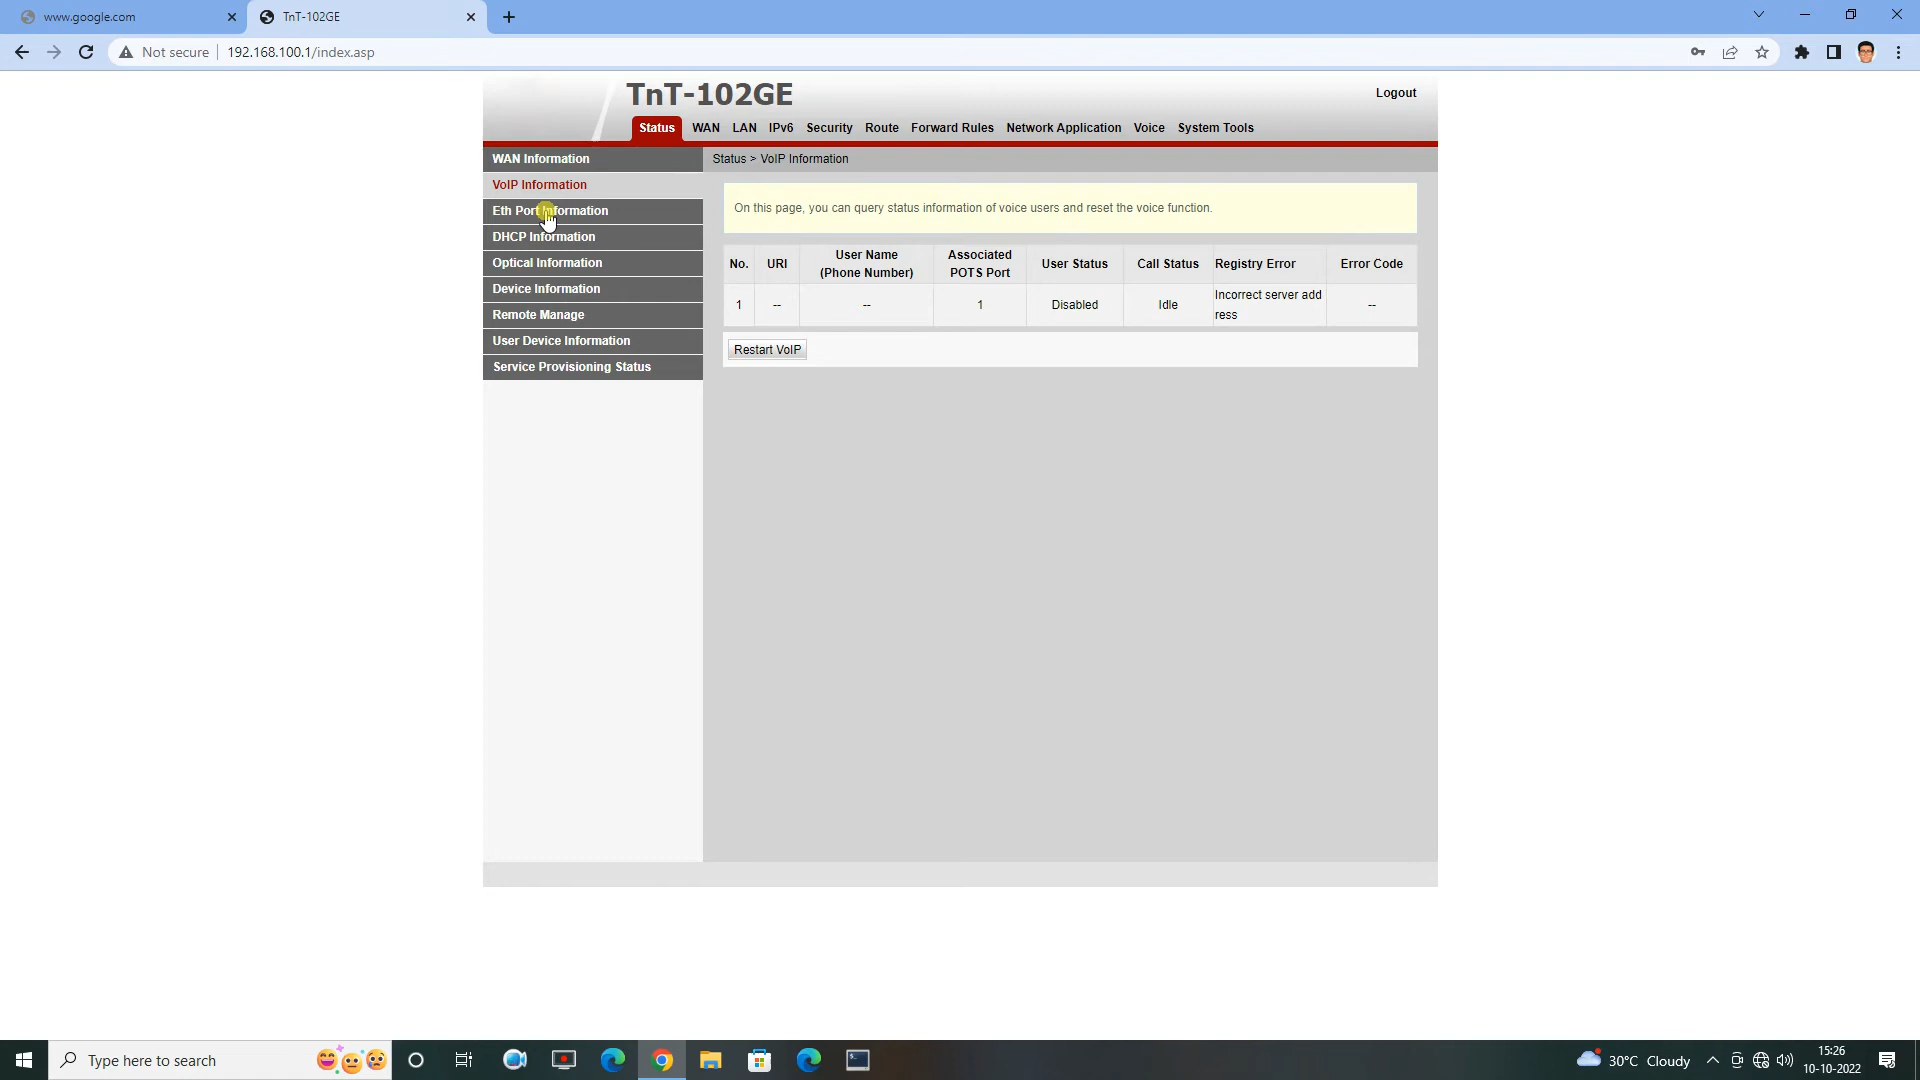 www.google.com
TnT-102GE
Not secure
192.168.100.1/index.asp
TnT-102GE
Logout
Status
WAN
LAN
IPv6
Security
Route
Forward Rules
Network Application
Voice
System Tools
WAN Information
VoIP Information
Eth Port Information
DHCP Information
Optical Information
Device Information
Remote Manage
User Device Information
Service Provisioning Status
Status > VoIP Information
On this page, you can query status information of voice users and reset the voice function.
No.
URI
User Name
(Phone Number)
Associated
POTS Port
User Status
Call Status
Registry Error
Error Code
1
--
--
1
Disabled
Idle
Incorrect server add
ress
--
Restart VoIP
Type here to search
30°C Cloudy
15:26
10-10-2022